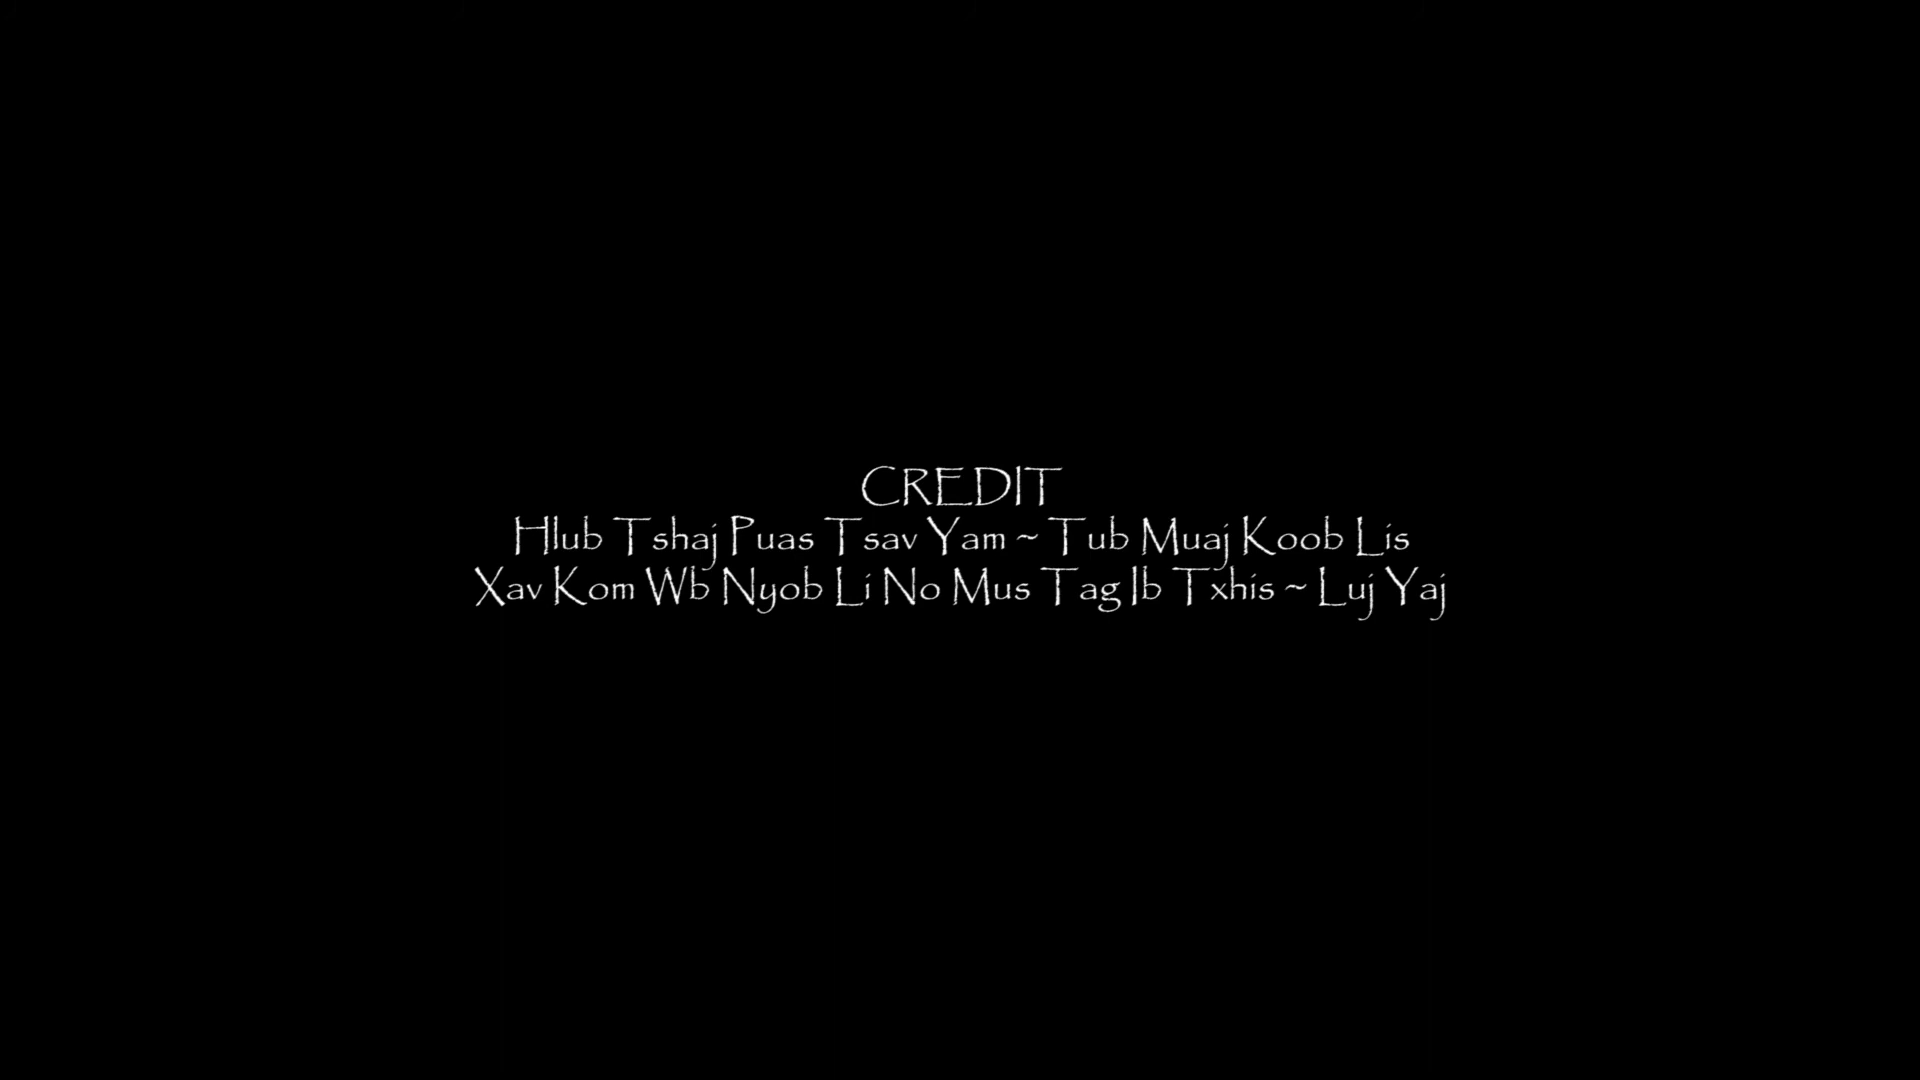 CREDIT
Hlub Tshaj Puas Tsav Yam ~ Tub Muaj Koob Lis
Xav Kom Wb Nyob Li No Mus Tag Ib Txhis ~ Luj Yaj